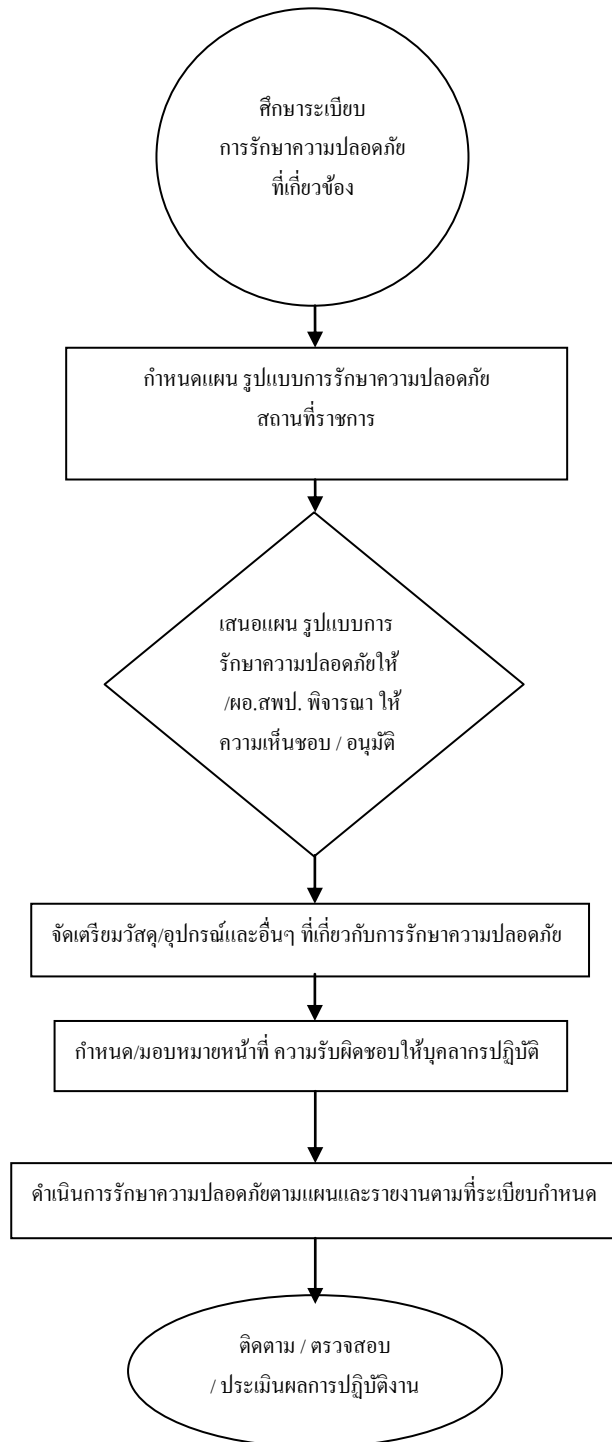 ศึกษาระเบียบ
การรักษาความปลอดภัย
ที่เกี่ยวข้อง
กำหนดแผน รูปแบบการรักษาความปลอดภัย
สถานที่ราชการ
เสนอแผน รูปแบบการ
รักษาความปลอดภัยให้
/ผอ.สพป. พิจารณา ให้
ความเห็นชอบ / อนุมัติ
จัดเตรียมวัสดุ/อุปกรณ์และอื่นๆ ที่เกี่ยวกับการรักษาความปลอดภัย
กำหนด/มอบหมายหน้าที่ ความรับผิดชอบให้บุคลากรปฏิบัติ
ดำเนินการรักษาความปลอดภัยตามแผนและรายงานตามที่ระเบียบกำหนด
ติดตาม / ตรวจสอบ
/ ประเมินผลการปฏิบัติงาน